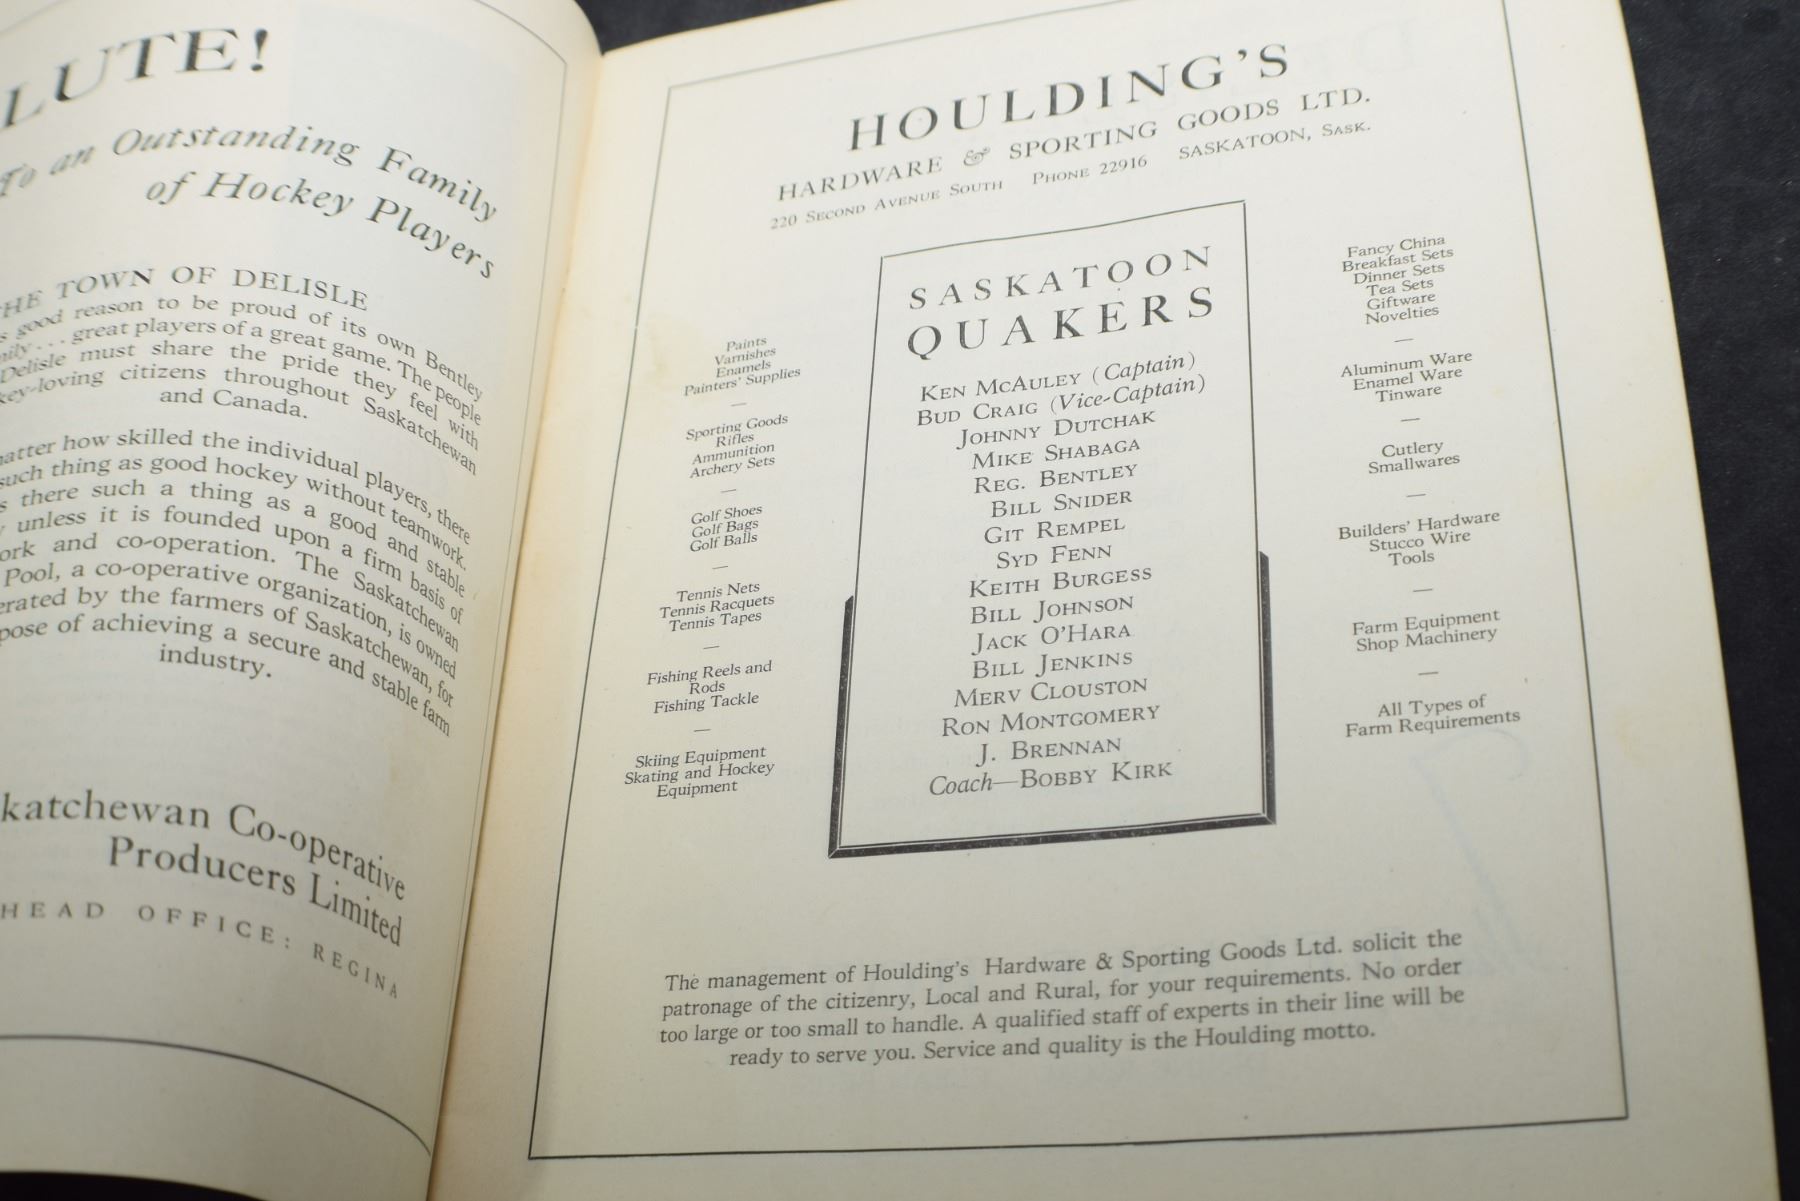 LUTE!
To an Outstanding Family
of Hockey Players
THE TOWN OF DELISLE
good reason to be proud of its own Bentley
... great players of a great game. The people
Delisle must share the pride they feel with
citizens throughout Saskatchewan
and Canada.
how skilled the individual players, there
such thing as good hockey without teamwork.
there such a thing as a good and stable
unless it is founded upon a firm basis of
and co-operation. The Saskatchewan
Pool, a co-operative organization, is owned
by the farmers of Saskatchewan, for
of achieving a secure and stable farm
industry.
katchewan Co-operative
Producers Limited
HEAD OFFICE: REGINA
HOULDING'S
HARDWARE & SPORTING GOODS LTD.
220 SECOND AVENUE SOUTH PHONE 22916 SASKATOON, SASK.
Paints
Varnishes
Enamels
Painters' Supplies
—
Sporting Goods
Rifles
Ammunition
Archery Sets
—
Golf Shoes
Golf Bags
Golf Balls
—
Tennis Nets
Tennis Racquets
Tennis Tapes
—
Fishing Reels and
Rods
Fishing Tackle
—
Skiing Equipment
Skating and Hockey
Equipment
SASKATOON
QUAKERS
KEN MCAULEY (Captain)
BUD CRAIG (Vice-Captain)
JOHNNY DUTCHAK
MIKE SHABAGA
REG. BENTLEY
BILL SNIDER
GIT REMPEL
SYD FENN
KEITH BURGESS
BILL JOHNSON
JACK O'HARA
BILL JENKINS
MERV CLOUSTON
RON MONTGOMERY
J. BRENNAN
Coach—BOBBY KIRK
Fancy China
Breakfast Sets
Dinner Sets
Tea Sets
Giftware
Novelties
—
Aluminum Ware
Enamel Ware
Tinware
—
Cutlery
Smallwares
—
Builders' Hardware
Stucco Wire
Tools
—
Farm Equipment
Shop Machinery
—
All Types of
Farm Requirements
The management of Houlding's Hardware & Sporting Goods Ltd. solicit the
patronage of the citizenry, Local and Rural, for your requirements. No order
too large or too small to handle. A qualified staff of experts in their line will be
ready to serve you. Service and quality is the Houlding motto.